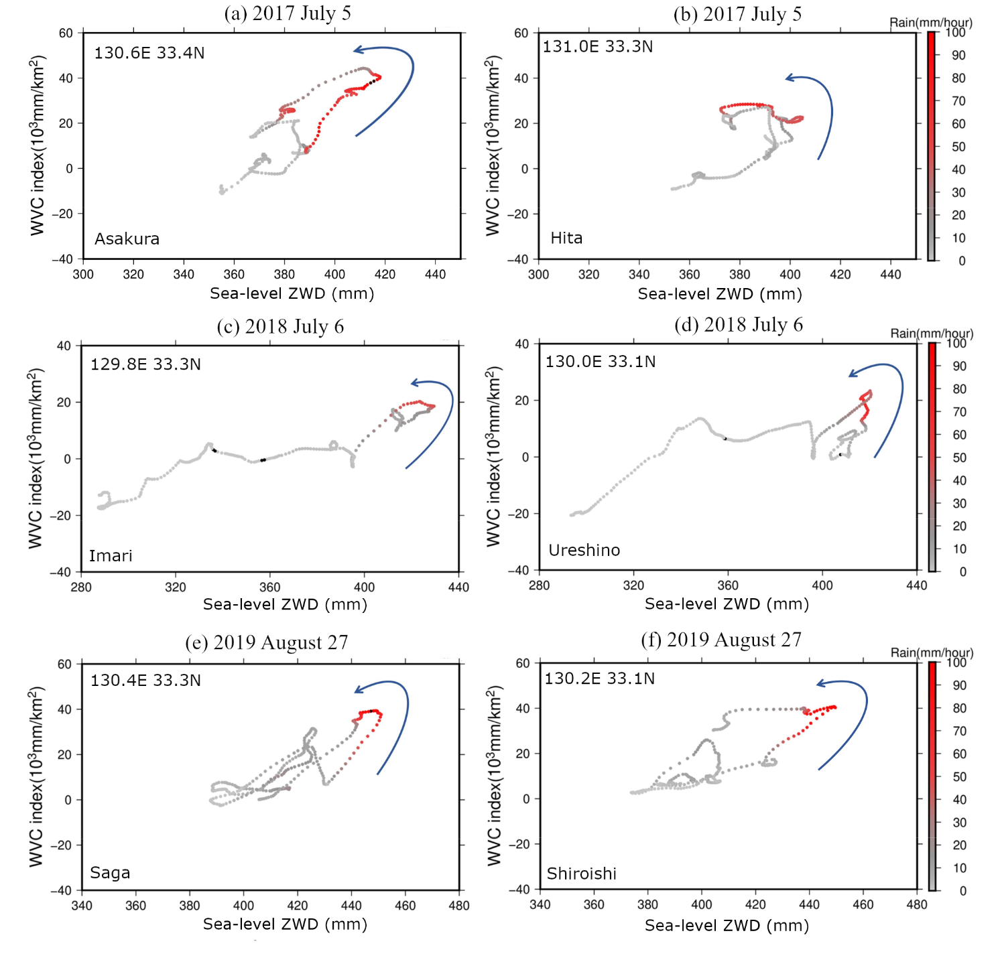 (a) 2017 July 5
130.6E 33.4N
WVC index(10³mm/km²)
60
40
20
0
−20
−40
Asakura
300 320 340 360 380 400 420 440
Sea-level ZWD (mm)
(b) 2017 July 5
131.0E 33.3N
WVC index(10³mm/km²)
60
40
20
0
−20
−40
Hita
300 320 340 360 380 400 420 440
Sea-level ZWD (mm)
Rain(mm/hour)
100
90
80
70
60
50
40
30
20
10
0
(c) 2018 July 6
129.8E 33.3N
WVC index(10³mm/km²)
40
20
0
−20
−40
Imari
280 320 360 400 440
Sea-level ZWD (mm)
(d) 2018 July 6
130.0E 33.1N
WVC index(10³mm/km²)
40
20
0
−20
−40
Ureshino
280 320 360 400 440
Sea-level ZWD (mm)
Rain(mm/hour)
100
90
80
70
60
50
40
30
20
10
0
(e) 2019 August 27
130.4E 33.3N
WVC index(10³mm/km²)
60
40
20
0
−20
−40
Saga
340 360 380 400 420 440 460 480
Sea-level ZWD (mm)
(f) 2019 August 27
130.2E 33.1N
WVC index(10³mm/km²)
60
40
20
0
−20
−40
Shiroishi
340 360 380 400 420 440 460 480
Sea-level ZWD (mm)
Rain(mm/hour)
100
90
80
70
60
50
40
30
20
10
0